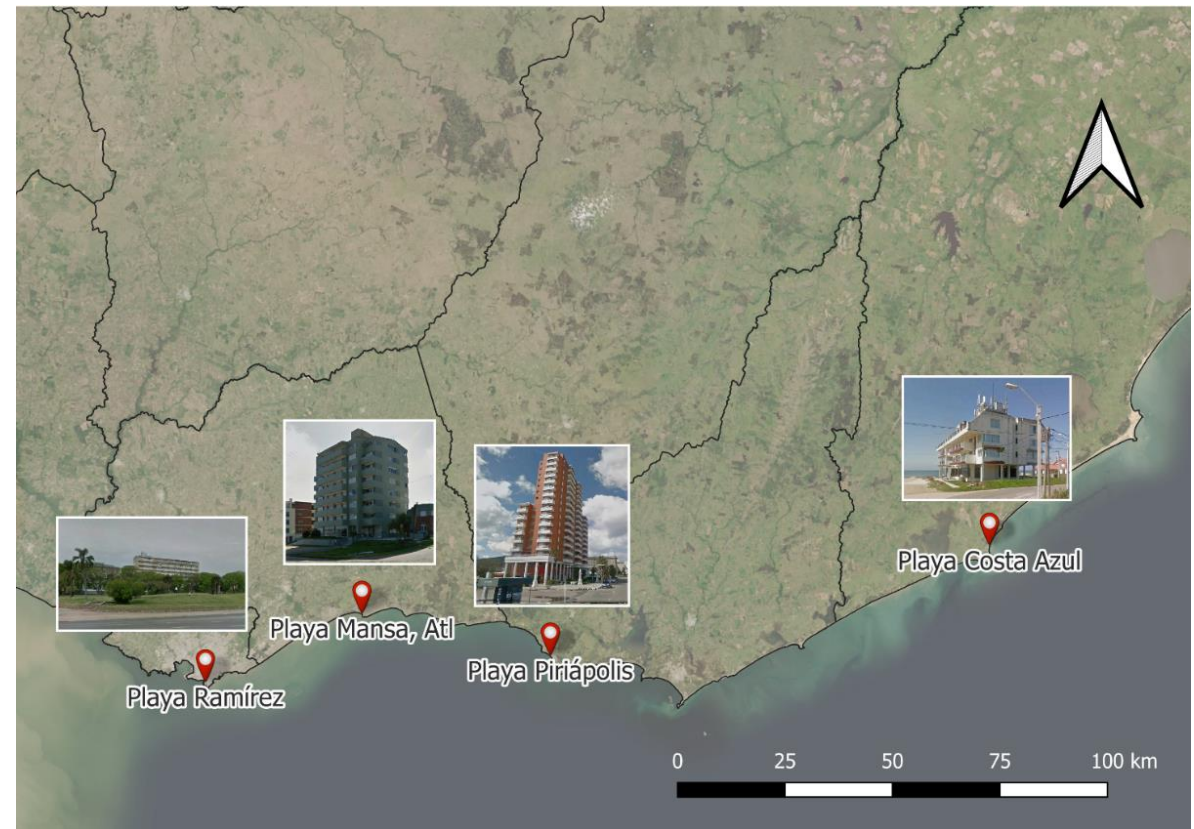 Playa Costa Azul
Playa Mansa, Atl
Playa Piriápolis
Playa Ramírez
0 25 50 75 100 km